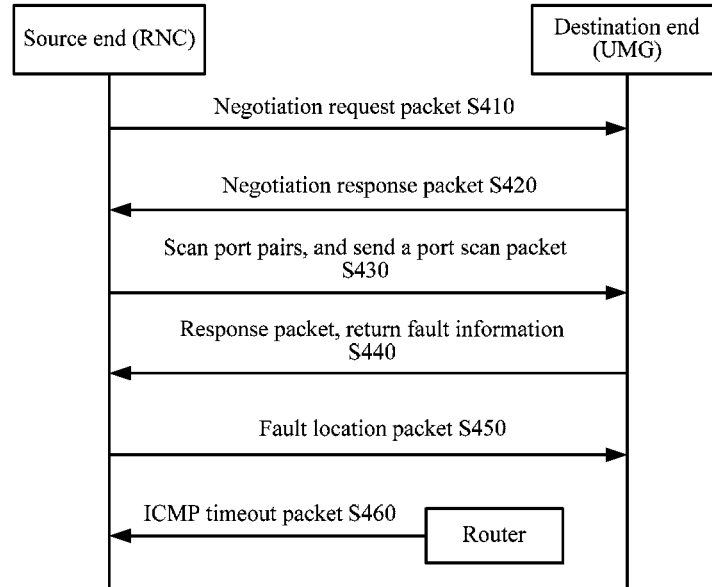 Source end (RNC)
Destination end
(UMG)
Negotiation request packet S410
Negotiation response packet S420
Scan port pairs, and send a port scan packet
S430
Response packet, return fault information
S440
Fault location packet S450
ICMP timeout packet S460
Router